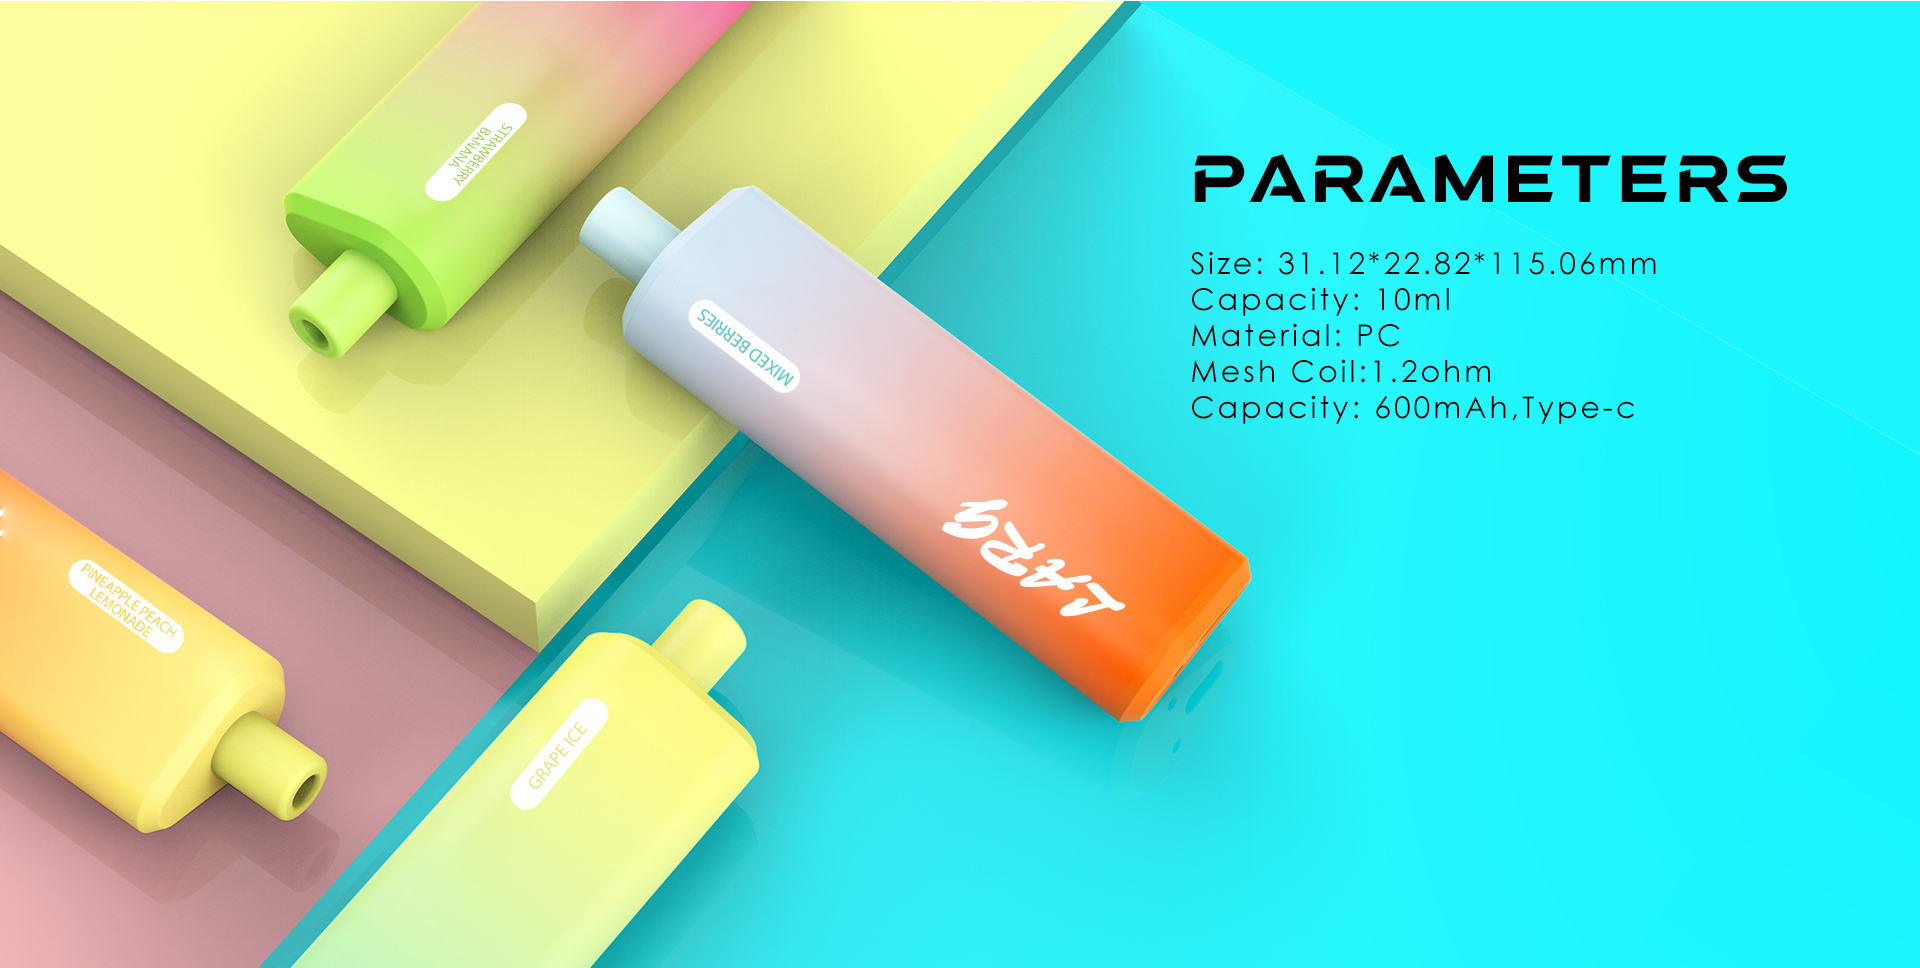 STRAWBERRY
BANANA
MIXED BERRIES
LARG
PINEAPPLE PEACH
LEMONADE
GRAPE ICE
PARAMETERS
Size: 31.12*22.82*115.06mm
Capacity: 10ml
Material: PC
Mesh Coil:1.2ohm
Capacity: 600mAh,Type-c